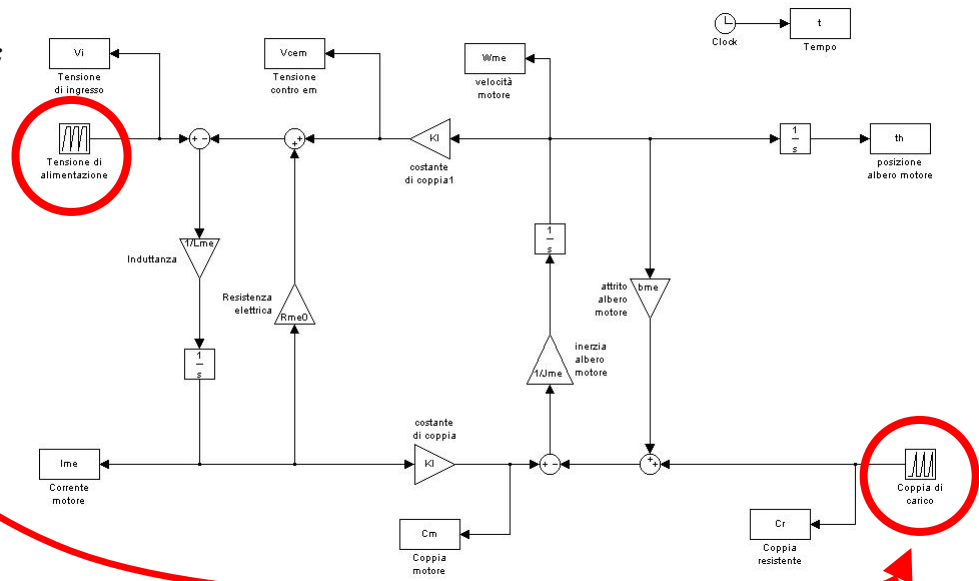 Vi
Tensione
di ingresso
Vcem
Tensione
contro em
Wme
velocità
motore
Clock
t
Tempo
Tensione di
alimentazione
+ -
+
+
KI
costante
di coppia1
1
s
th
posizione
albero motore
1/Lme
Induttanza
Resistenza
elettrica
Rme0
1
s
1
s
attrito
albero
motore
bme
inerzia
albero
motore
1/Jme
Ime
Corrente
motore
costante
di coppia
KI
+ -
+
+
Coppia di
carico
Cm
Coppia
motore
Cr
Coppia
resistente